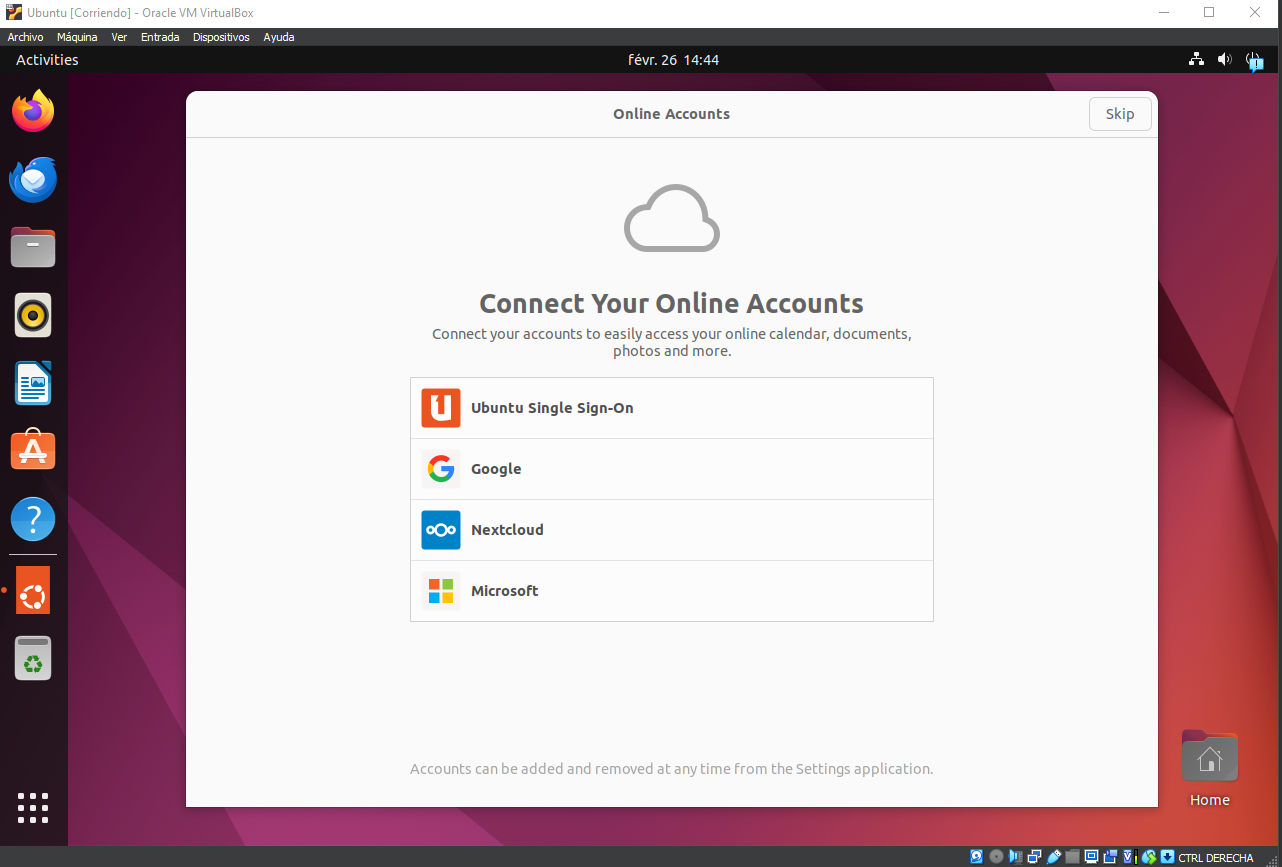 Ubuntu [Corriendo] - Oracle VM VirtualBox
Archivo Máquina Ver Entrada Dispositivos Ayuda
Activities févr. 26 14:44
Online Accounts Skip
Connect Your Online Accounts
Connect your accounts to easily access your online calendar, documents,
photos and more.
Ubuntu Single Sign-On
Google
Nextcloud
Microsoft
Accounts can be added and removed at any time from the Settings application.
Home
CTRL DERECHA